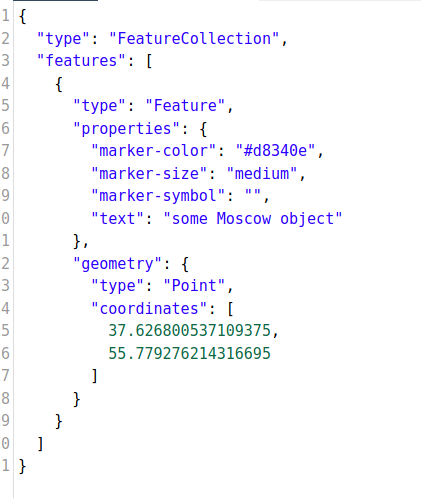 1 {
2   "type": "FeatureCollection",
3   "features": [
4     {
5       "type": "Feature",
6       "properties": {
7         "marker-color": "#d8340e",
8         "marker-size": "medium",
9         "marker-symbol": "",
0         "text": "some Moscow object"
1       },
2       "geometry": {
3         "type": "Point",
4         "coordinates": [
5           37.626800537109375,
6           55.779276214316695
7         ]
8       }
9     }
0   ]
1 }